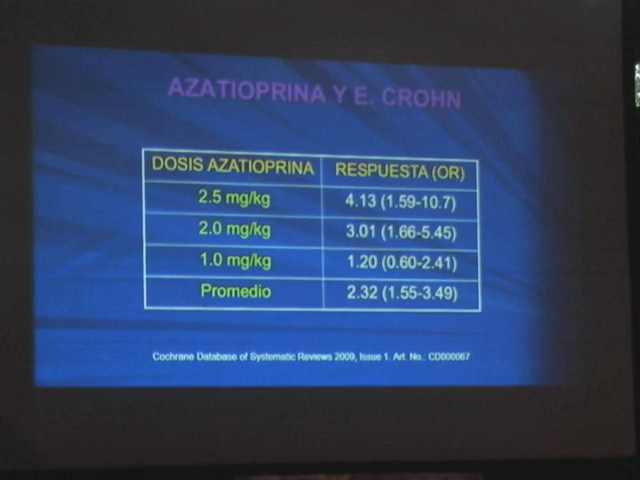 AZATIOPRINA Y E. CROHN
DOSIS AZATIOPRINA RESPUESTA (OR)
2.5 mg/kg 4.13 (1.59-10.7)
2.0 mg/kg 3.01 (1.66-5.45)
1.0 mg/kg 1.20 (0.60-2.41)
Promedio 2.32 (1.55-3.49)
Cochrane Database of Systematic Reviews 2009, Issue 1. Art. No.: CD000067